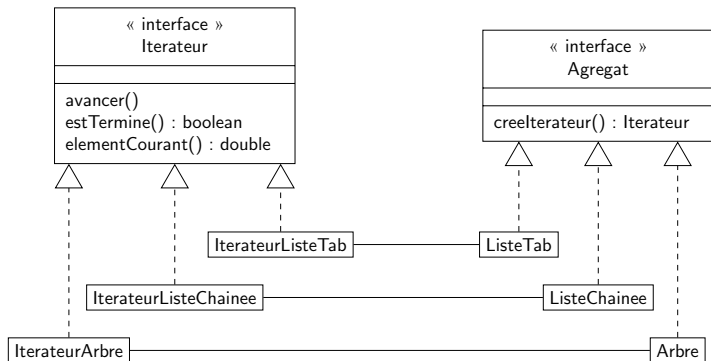 « interface »
Iterateur
avancer()
estTermine() : boolean
elementCourant() : double
« interface »
Agregat
creeIterateur() : Iterateur
IterateurListeTab
ListeTab
IterateurListeChainee
ListeChainee
IterateurArbre
Arbre